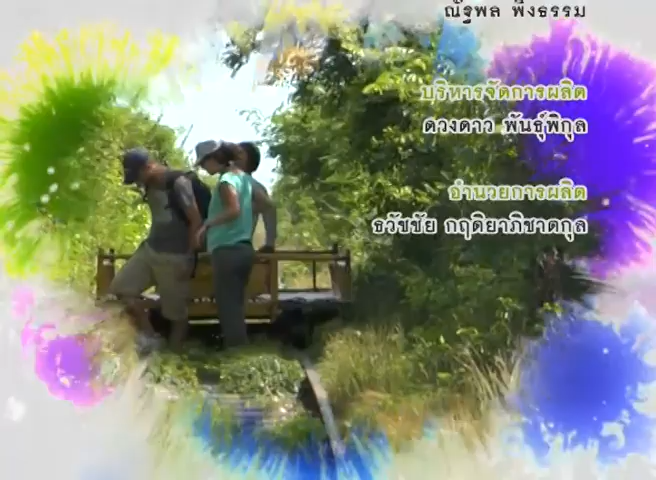 ณัฐพล พึ่งธรรม
บริหารจัดการผลิต
ดวงดาว พันธุ์พิกุล
อำนวยการผลิต
ธวัชชัย กฤติยาภิชาตกุล